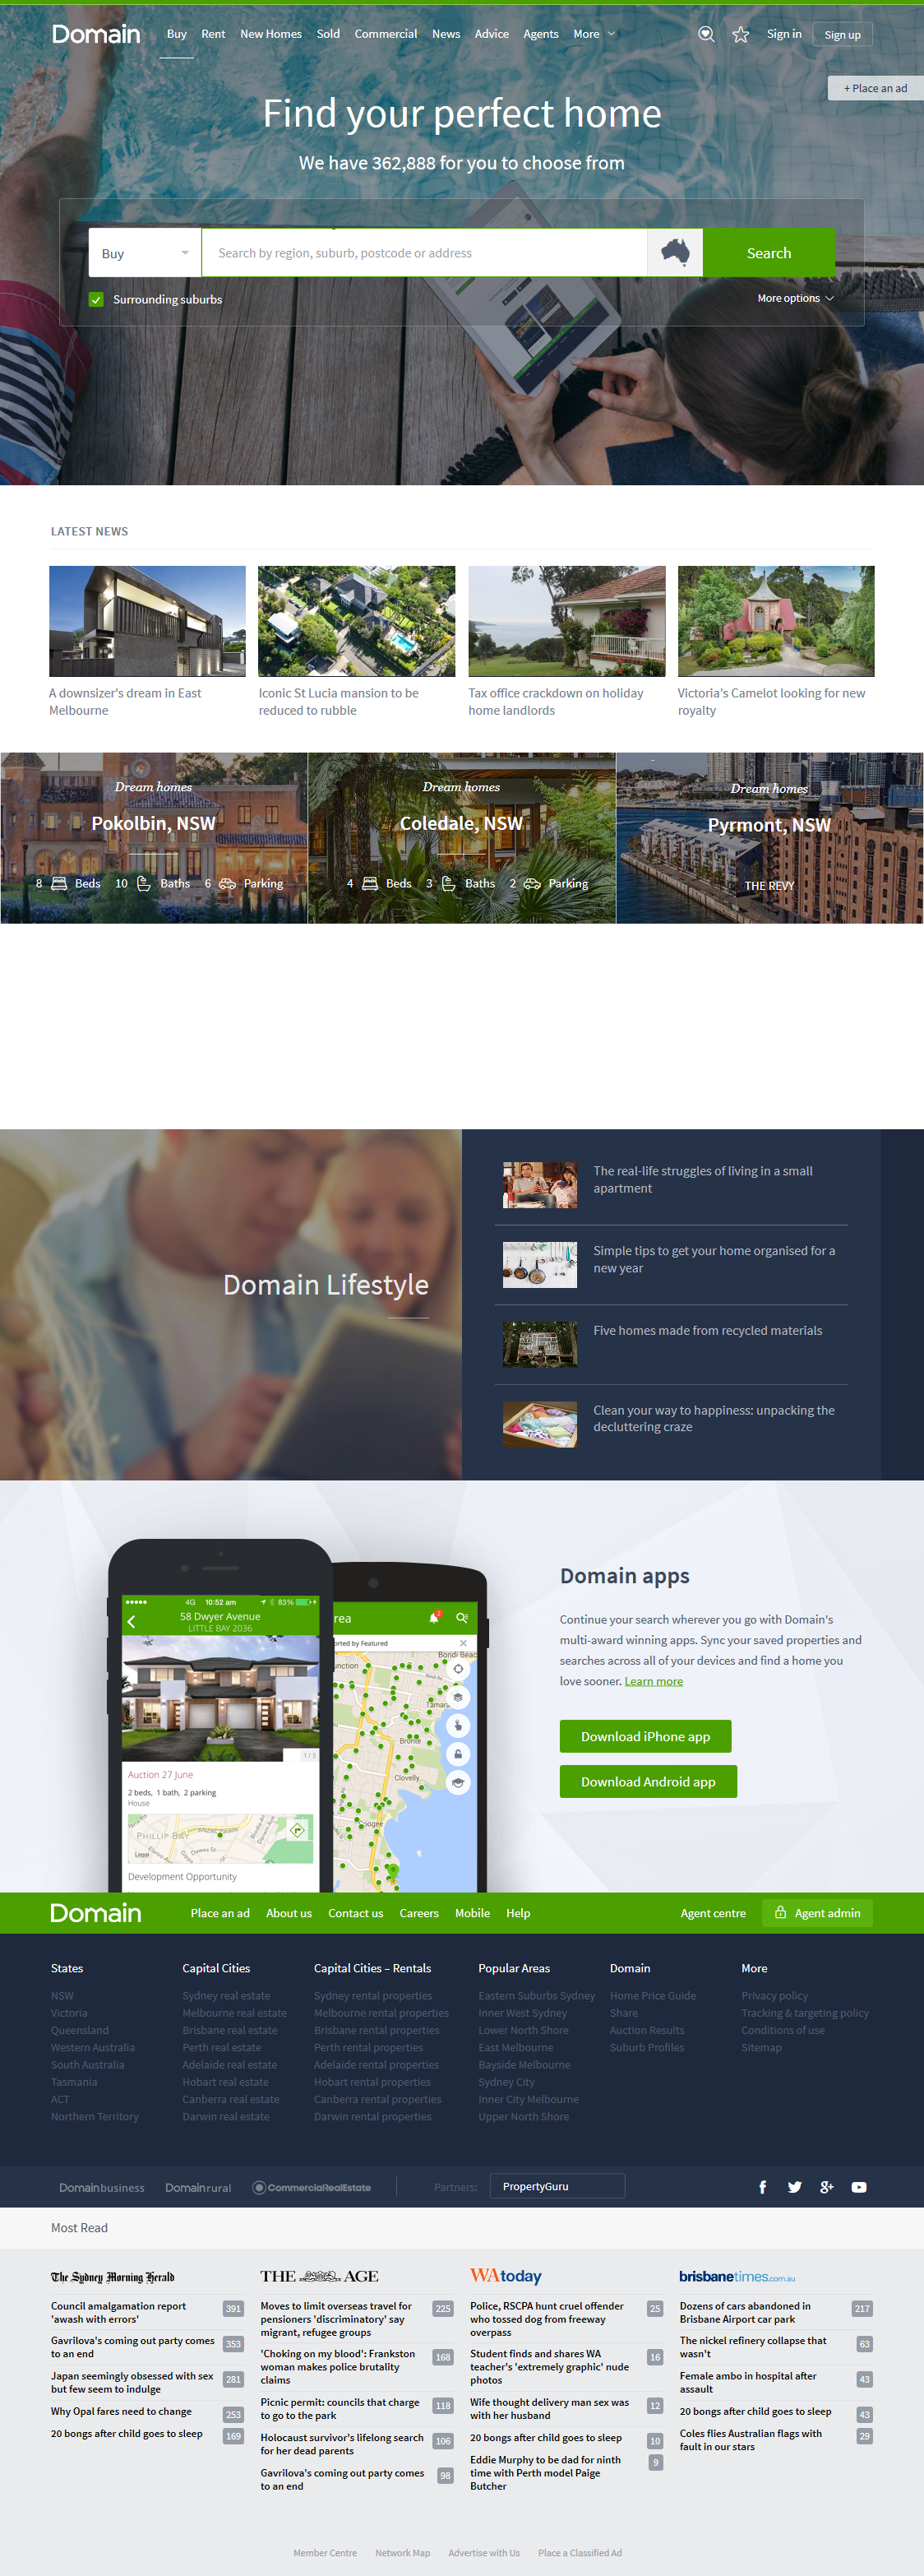 Domain
Buy Rent New Homes Sold Commercial News Advice Agents More
Sign in Sign up
+ Place an ad
Find your perfect home
We have 362,888 for you to choose from
Buy
Search by region, suburb, postcode or address
Search
Surrounding suburbs
More options
LATEST NEWS
A downsizer's dream in East
Melbourne
Iconic St Lucia mansion to be
reduced to rubble
Tax office crackdown on holiday
home landlords
Victoria's Camelot looking for new
royalty
Dream homes
Pokolbin, NSW
8 Beds 10 Baths 6 Parking
Dream homes
Coledale, NSW
4 Beds 3 Baths 2 Parking
Dream homes
Pyrmont, NSW
THE REVY
Domain Lifestyle
The real-life struggles of living in a small
apartment
Simple tips to get your home organised for a
new year
Five homes made from recycled materials
Clean your way to happiness: unpacking the
decluttering craze
4G 10:52 am 83%
58 Dwyer Avenue
LITTLE BAY 2036
1 / 3
Auction 27 June
2 beds, 1 bath, 2 parking
House
PHILLIP BAY
Legal
Development Opportunity
rea
2
orted by Featured
Bondi Beac
unction
Tamara
Bronte
Clovelly
oogee
Domain apps
Continue your search wherever you go with Domain's
multi-award winning apps. Sync your saved properties and
searches across all of your devices and find a home you
love sooner. Learn more
Download iPhone app
Download Android app
Domain
Place an ad About us Contact us Careers Mobile Help
Agent centre Agent admin
States
NSW
Victoria
Queensland
Western Australia
South Australia
Tasmania
ACT
Northern Territory
Capital Cities
Sydney real estate
Melbourne real estate
Brisbane real estate
Perth real estate
Adelaide real estate
Hobart real estate
Canberra real estate
Darwin real estate
Capital Cities – Rentals
Sydney rental properties
Melbourne rental properties
Brisbane rental properties
Perth rental properties
Adelaide rental properties
Hobart rental properties
Canberra rental properties
Darwin rental properties
Popular Areas
Eastern Suburbs Sydney
Inner West Sydney
Lower North Shore
East Melbourne
Bayside Melbourne
Sydney City
Inner City Melbourne
Upper North Shore
Domain
Home Price Guide
Share
Auction Results
Suburb Profiles
More
Privacy policy
Tracking & targeting policy
Conditions of use
Sitemap
Domainbusiness Domainrural CommercialRealEstate
Partners: PropertyGuru
Most Read
The Sydney Morning Herald
Council amalgamation report
'awash with errors'
391
Gavrilova's coming out party comes
to an end
353
Japan seemingly obsessed with sex
but few seem to indulge
281
Why Opal fares need to change
253
20 bongs after child goes to sleep
169
THE AGE
Moves to limit overseas travel for
pensioners 'discriminatory' say
migrant, refugee groups
225
'Choking on my blood': Frankston
woman makes police brutality
claims
168
Picnic permit: councils that charge
to go to the park
118
Holocaust survivor's lifelong search
for her dead parents
106
Gavrilova's coming out party comes
to an end
98
WAtoday
Police, RSCPA hunt cruel offender
who tossed dog from freeway
overpass
25
Student finds and shares WA
teacher's 'extremely graphic' nude
photos
16
Wife thought delivery man sex was
with her husband
12
20 bongs after child goes to sleep
10
Eddie Murphy to be dad for ninth
time with Perth model Paige
Butcher
9
brisbanetimes.com.au
Dozens of cars abandoned in
Brisbane Airport car park
217
The nickel refinery collapse that
wasn't
63
Female ambo in hospital after
assault
43
20 bongs after child goes to sleep
43
Coles flies Australian flags with
fault in our stars
29
Member Centre Network Map Advertise with Us Place a Classified Ad